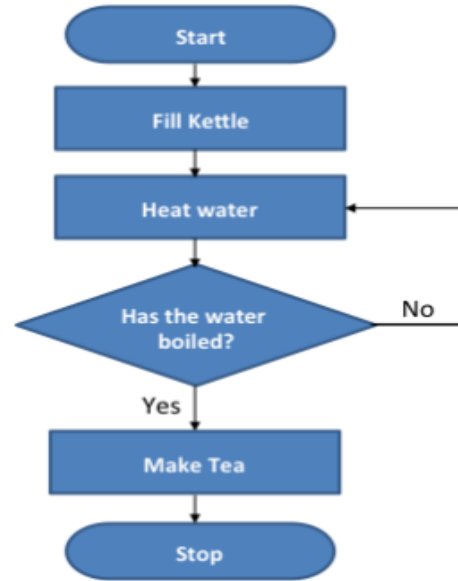 Start
Fill Kettle
Heat water
Has the water
boiled?
No
Yes
Make Tea
Stop